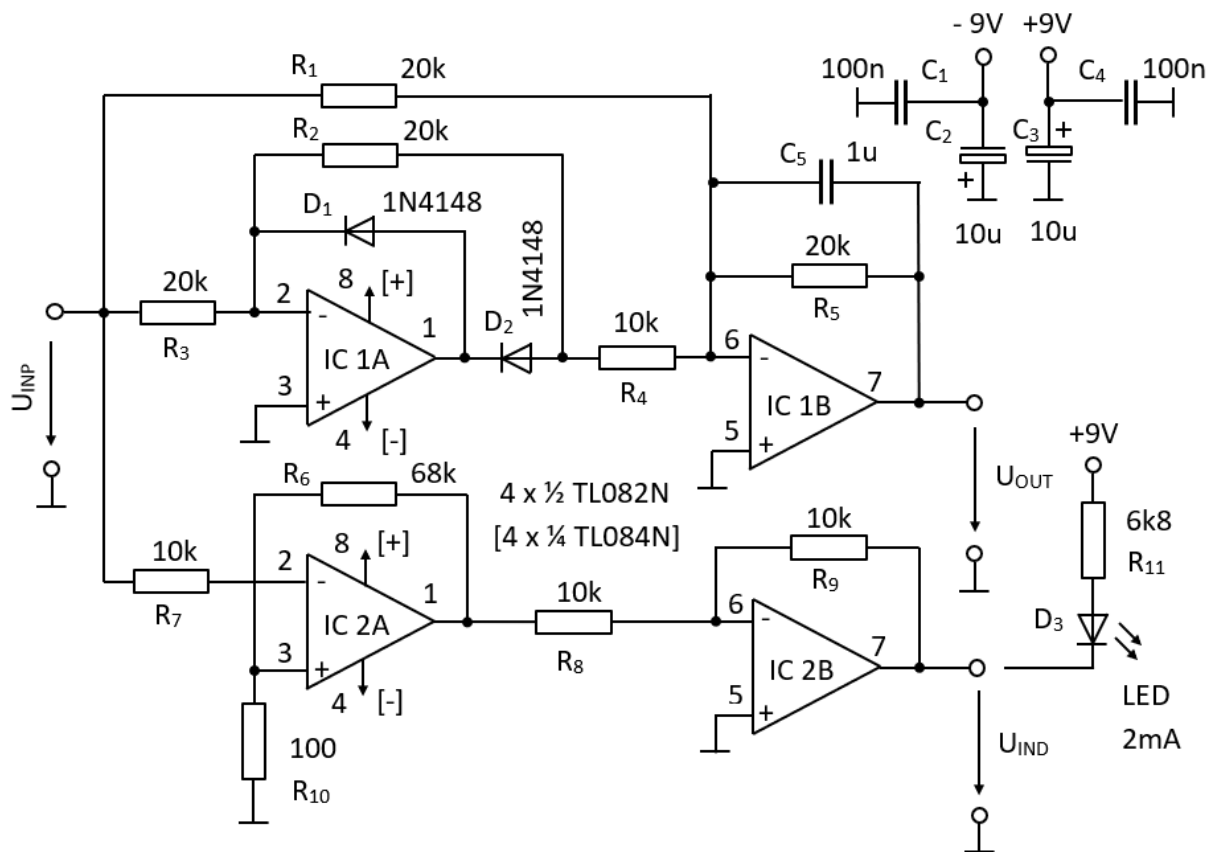 - 9V
+9V
R1
20k
100n
C1
C4
100n
R2
20k
C2
C3
+
+
C5
1u
10u
10u
D1
1N4148
1N4148
20k
R3
8
[+]
2
-
IC 1A
1
3
+
4
[-]
D2
10k
R4
20k
R5
6
-
IC 1B
7
5
+
UINP
UOUT
+9V
R6
68k
4 x ½ TL082N
[4 x ¼ TL084N]
10k
R7
8
[+]
2
-
IC 2A
1
3
+
4
[-]
10k
R8
10k
R9
6
-
IC 2B
7
5
+
6k8
R11
D3
LED
2mA
100
R10
UIND